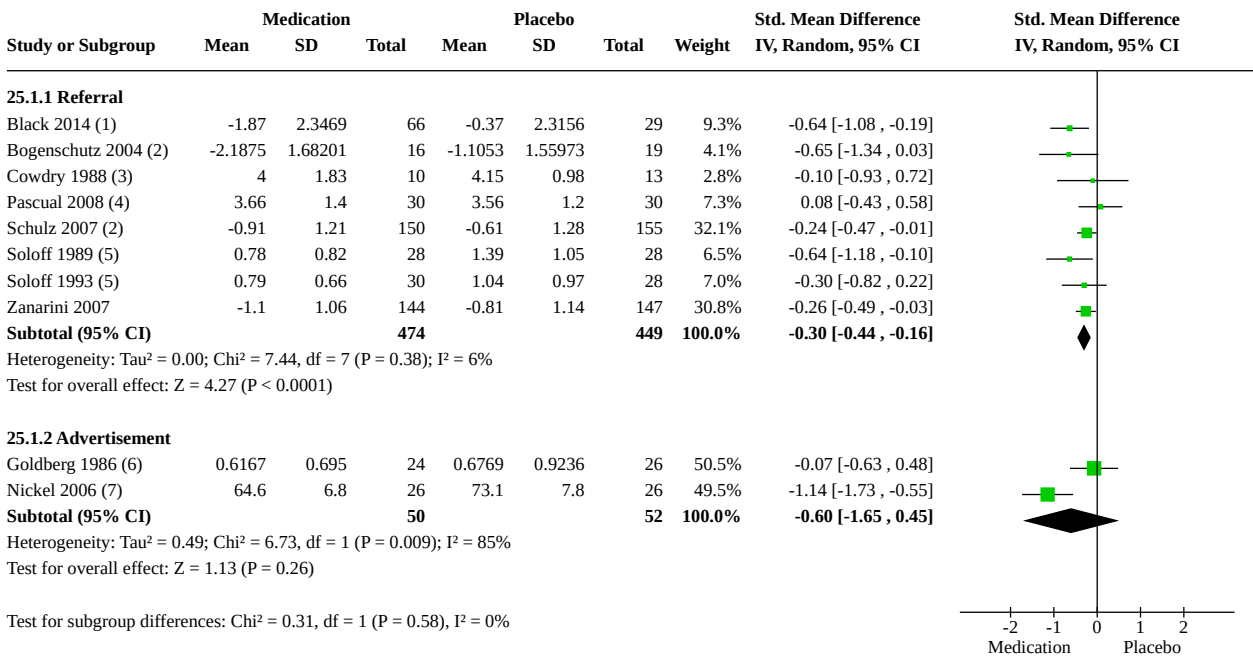 Medication Placebo Std. Mean Difference Std. Mean Difference
Study or Subgroup Mean SD Total Mean SD Total Weight IV, Random, 95% CI IV, Random, 95% CI
25.1.1 Referral
Black 2014 (1) -1.87 2.3469 66 -0.37 2.3156 29 9.3% -0.64 [-1.08 , -0.19]
Bogenschutz 2004 (2) -2.1875 1.68201 16 -1.1053 1.55973 19 4.1% -0.65 [-1.34 , 0.03]
Cowdry 1988 (3) 4 1.83 10 4.15 0.98 13 2.8% -0.10 [-0.93 , 0.72]
Pascual 2008 (4) 3.66 1.4 30 3.56 1.2 30 7.3% 0.08 [-0.43 , 0.58]
Schulz 2007 (2) -0.91 1.21 150 -0.61 1.28 155 32.1% -0.24 [-0.47 , -0.01]
Soloff 1989 (5) 0.78 0.82 28 1.39 1.05 28 6.5% -0.64 [-1.18 , -0.10]
Soloff 1993 (5) 0.79 0.66 30 1.04 0.97 28 7.0% -0.30 [-0.82 , 0.22]
Zanarini 2007 -1.1 1.06 144 -0.81 1.14 147 30.8% -0.26 [-0.49 , -0.03]
Subtotal (95% CI) 474 449 100.0% -0.30 [-0.44 , -0.16]
Heterogeneity: Tau² = 0.00; Chi² = 7.44, df = 7 (P = 0.38); I² = 6%
Test for overall effect: Z = 4.27 (P < 0.0001)
25.1.2 Advertisement
Goldberg 1986 (6) 0.6167 0.695 24 0.6769 0.9236 26 50.5% -0.07 [-0.63 , 0.48]
Nickel 2006 (7) 64.6 6.8 26 73.1 7.8 26 49.5% -1.14 [-1.73 , -0.55]
Subtotal (95% CI) 50 52 100.0% -0.60 [-1.65 , 0.45]
Heterogeneity: Tau² = 0.49; Chi² = 6.73, df = 1 (P = 0.009); I² = 85%
Test for overall effect: Z = 1.13 (P = 0.26)
Test for subgroup differences: Chi² = 0.31, df = 1 (P = 0.58), I² = 0%
-2 -1 0 1 2
Medication Placebo